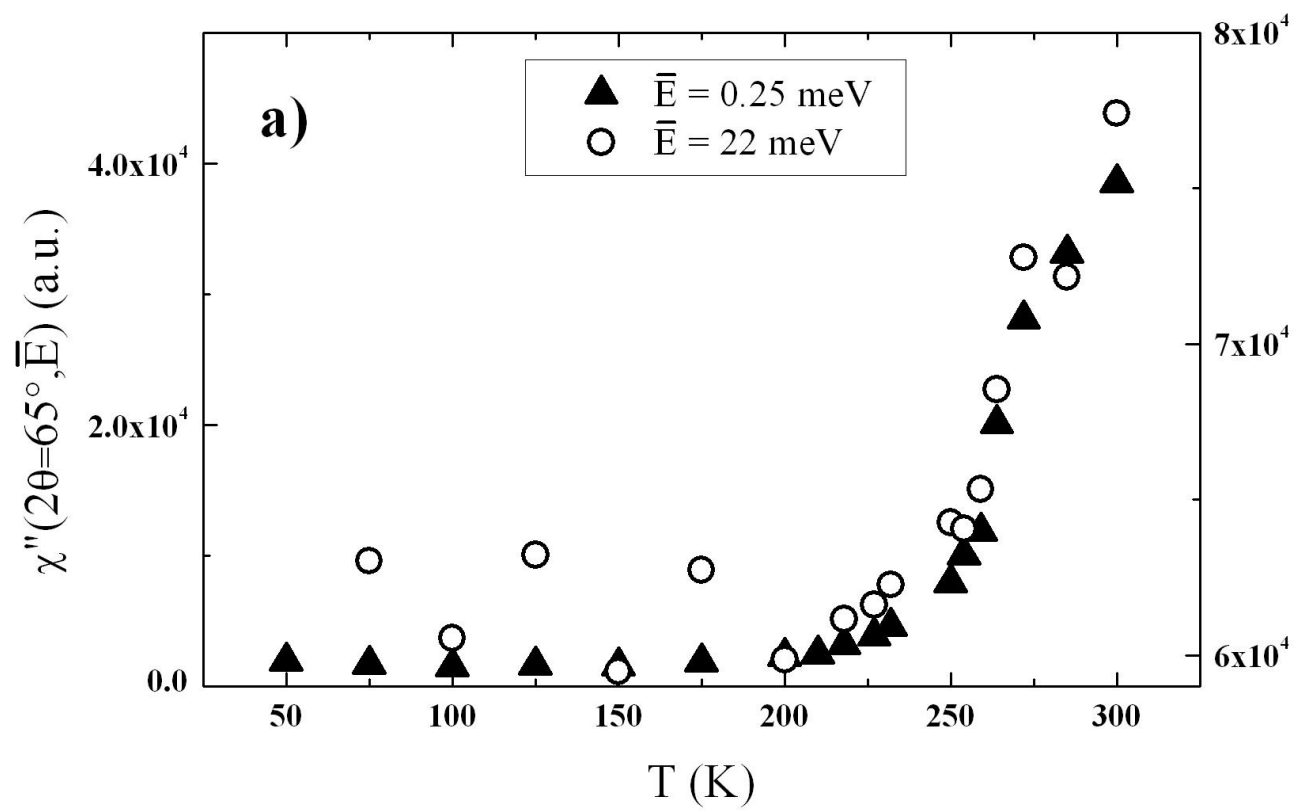 a)
Ē = 0.25 meV
Ē = 22 meV
χ"(2θ=65°,Ē) (a.u.)
4.0x10⁴
2.0x10⁴
0.0
8x10⁴
7x10⁴
6x10⁴
50 100 150 200 250 300
T (K)